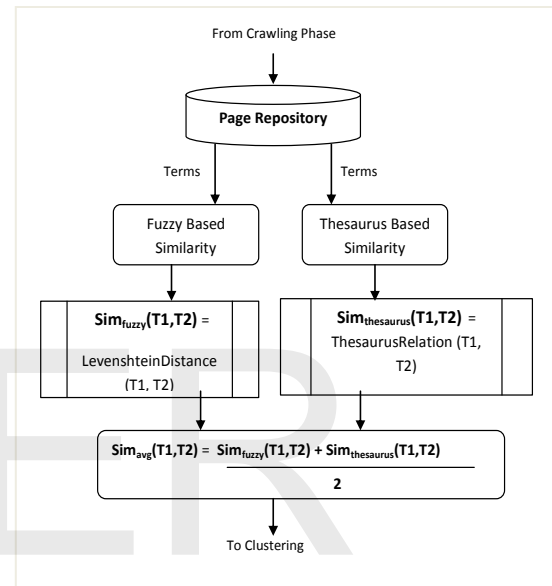 From Crawling Phase
Page Repository
Terms
Terms
Fuzzy Based
Similarity
Thesaurus Based
Similarity
Simfuzzy(T1,T2) =
LevenshteinDistance
(T1, T2)
Simthesaurus(T1,T2) =
ThesaurusRelation (T1,
T2)
Simavg(T1,T2) = Simfuzzy(T1,T2) + Simthesaurus(T1,T2)
2
To Clustering
ER